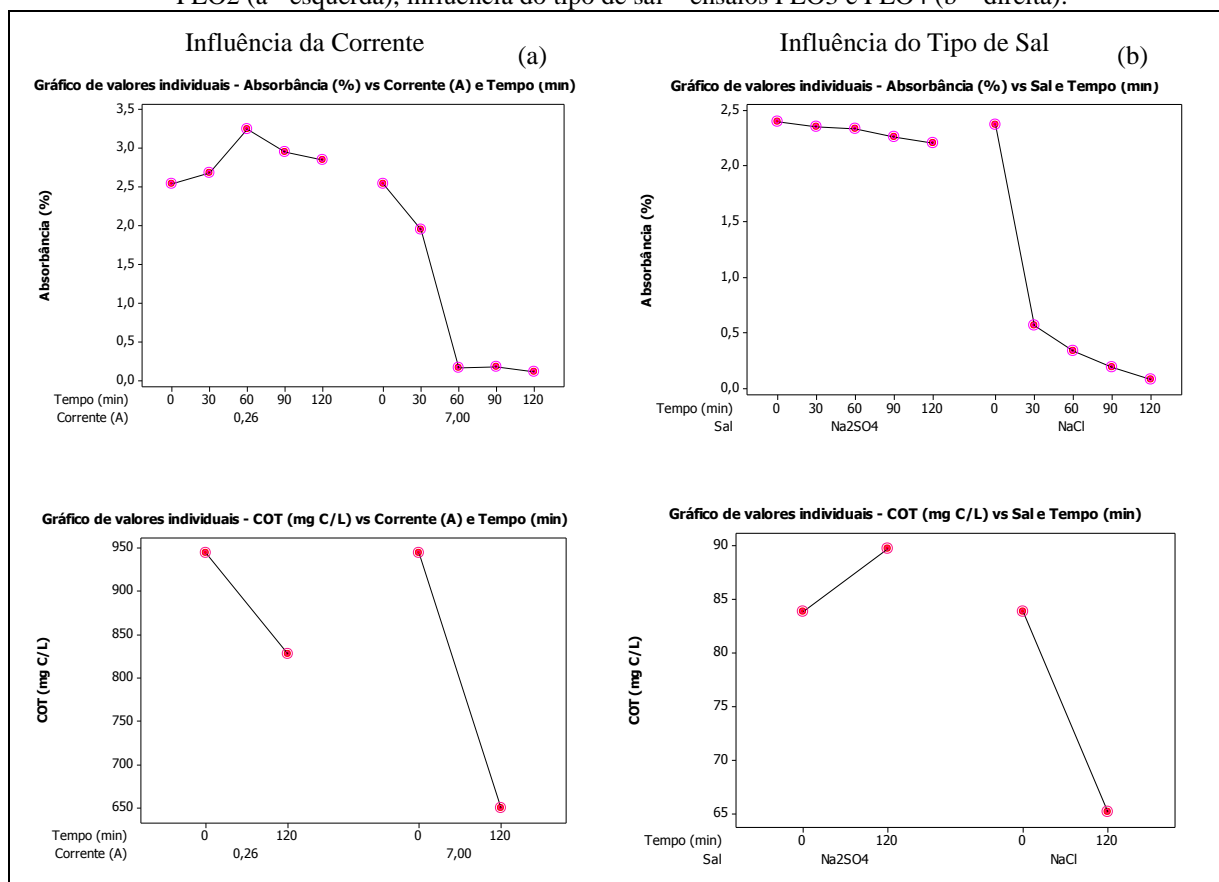 PEO2 (a - esquerda); influência do tipo de sal – ensaios PEO3 e PEO4 (b – direita).
Influência da Corrente
(a)
Gráfico de valores individuais - Absorbância (%) vs Corrente (A) e Tempo (min)
3,5
3,0
2,5
2,0
1,5
1,0
0,5
0,0
Absorbância (%)
Tempo (min) 0 30 60 90 120 0 30 60 90 120
Corrente (A) 0,26 7,00
Influência do Tipo de Sal
(b)
Gráfico de valores individuais - Absorbância (%) vs Sal e Tempo (min)
2,5
2,0
1,5
1,0
0,5
0,0
Absorbância (%)
Tempo (min) 0 30 60 90 120 0 30 60 90 120
Sal Na2SO4 NaCl
Gráfico de valores individuais - COT (mg C/L) vs Corrente (A) e Tempo (min)
950
900
850
800
750
700
650
COT (mg C/L)
Tempo (min) 0 120 0 120
Corrente (A) 0,26 7,00
Gráfico de valores individuais - COT (mg C/L) vs Sal e Tempo (min)
90
85
80
75
70
65
COT (mg C/L)
Tempo (min) 0 120 0 120
Sal Na2SO4 NaCl